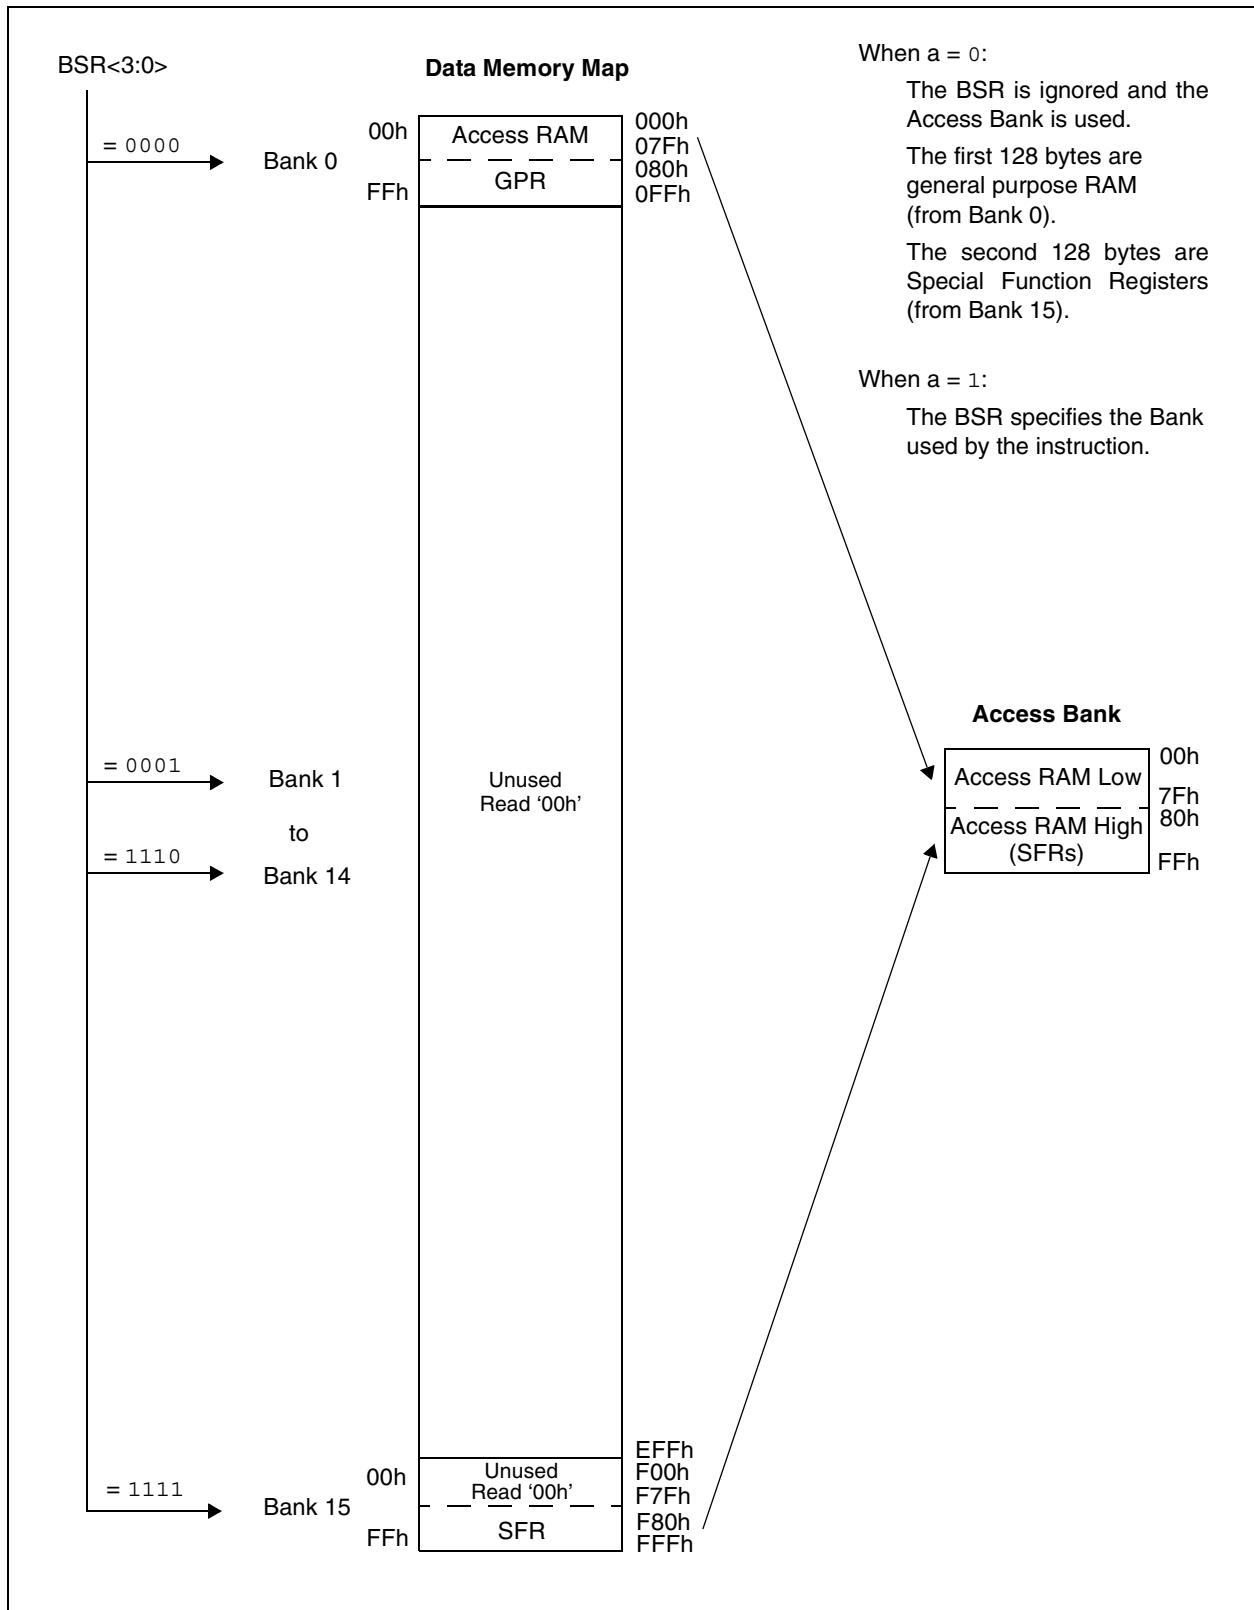 BSR<3:0>
Data Memory Map
When a = 0:
The BSR is ignored and the
Access Bank is used.
The first 128 bytes are
general purpose RAM
(from Bank 0).
The second 128 bytes are
Special Function Registers
(from Bank 15).
When a = 1:
The BSR specifies the Bank
used by the instruction.
= 0000
Bank 0
00h
FFh
Access RAM
GPR
000h
07Fh
080h
0FFh
= 0001
Bank 1
to
= 1110
Bank 14
Unused
Read ‘00h’
Access Bank
Access RAM Low
Access RAM High
(SFRs)
00h
7Fh
80h
FFh
= 1111
Bank 15
00h
FFh
Unused
Read ‘00h’
SFR
EFFh
F00h
F7Fh
F80h
FFFh